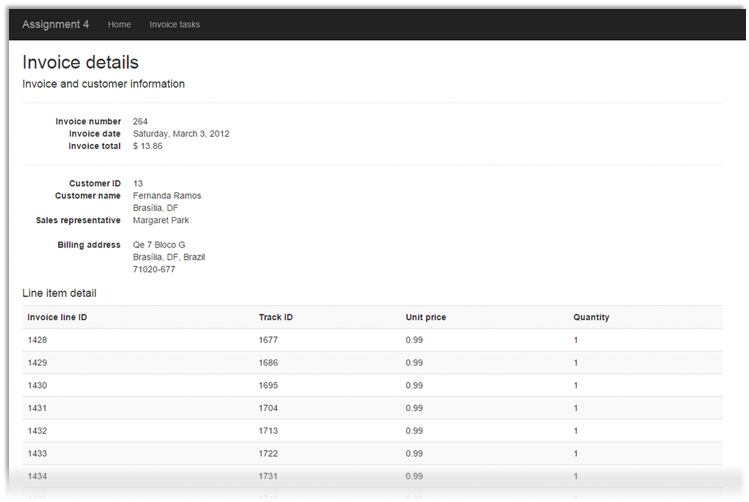 Assignment 4 Home Invoice tasks
Invoice details
Invoice and customer information
Invoice number 264
Invoice date Saturday, March 3, 2012
Invoice total $ 13.86
Customer ID 13
Customer name Fernanda Ramos
Brasília, DF
Sales representative Margaret Park
Billing address Qe 7 Bloco G
Brasília, DF, Brazil
71020-677
Line item detail
Invoice line ID Track ID Unit price Quantity
1428 1677 0.99 1
1429 1686 0.99 1
1430 1695 0.99 1
1431 1704 0.99 1
1432 1713 0.99 1
1433 1722 0.99 1
1434 1731 0.99 1